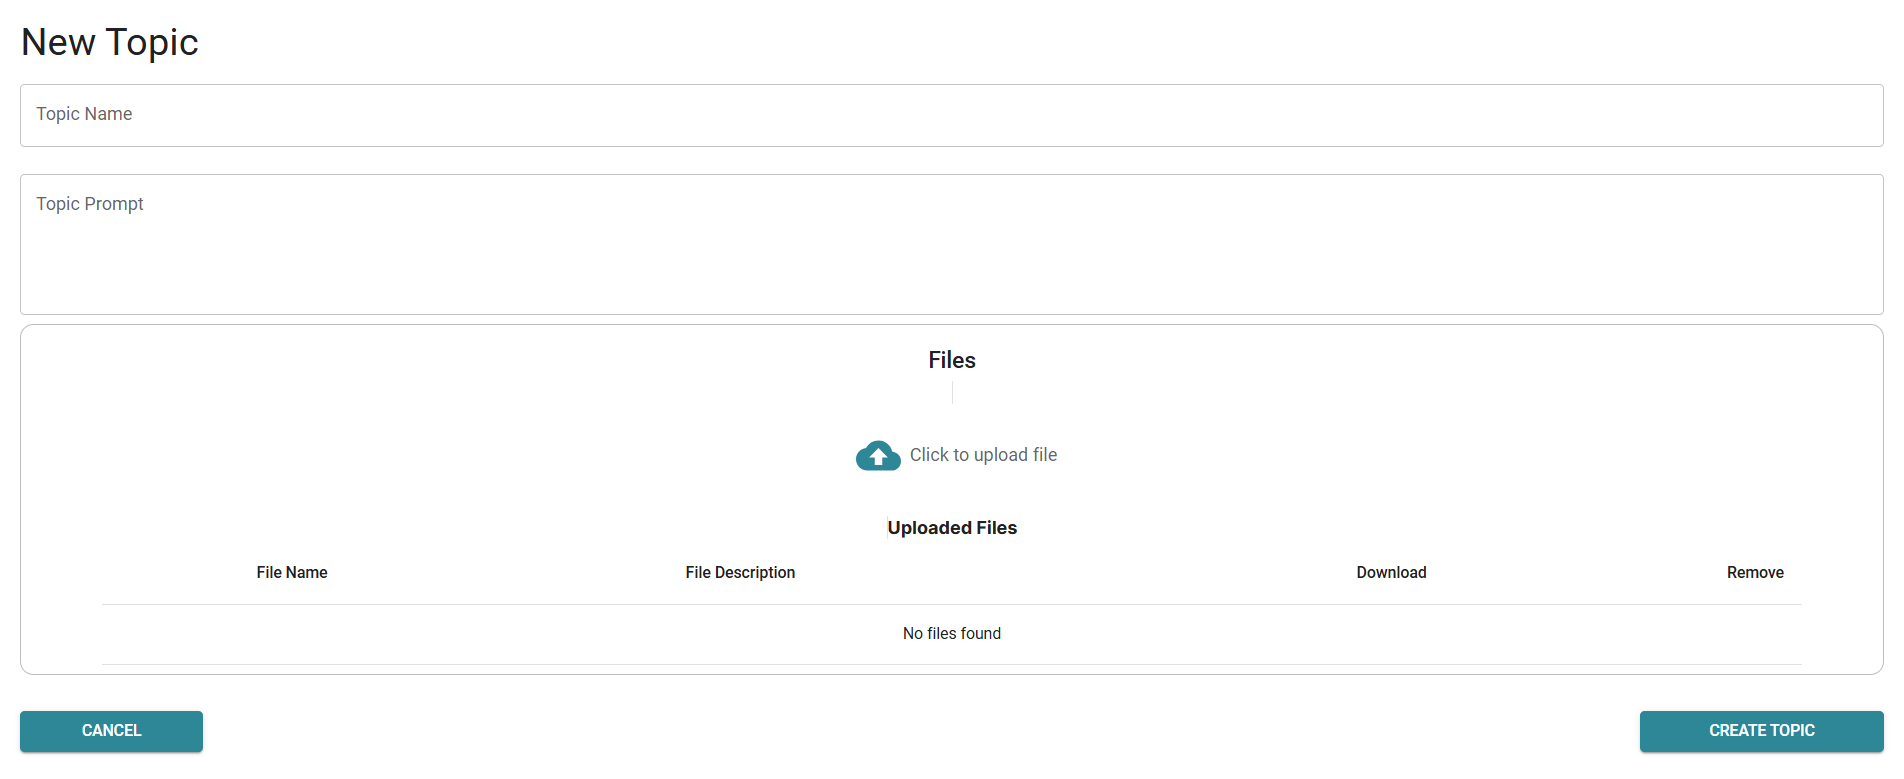 New Topic
Topic Name
Topic Prompt
Files
Click to upload file
Uploaded Files
File Name File Description Download Remove
No files found
CANCEL CREATE TOPIC